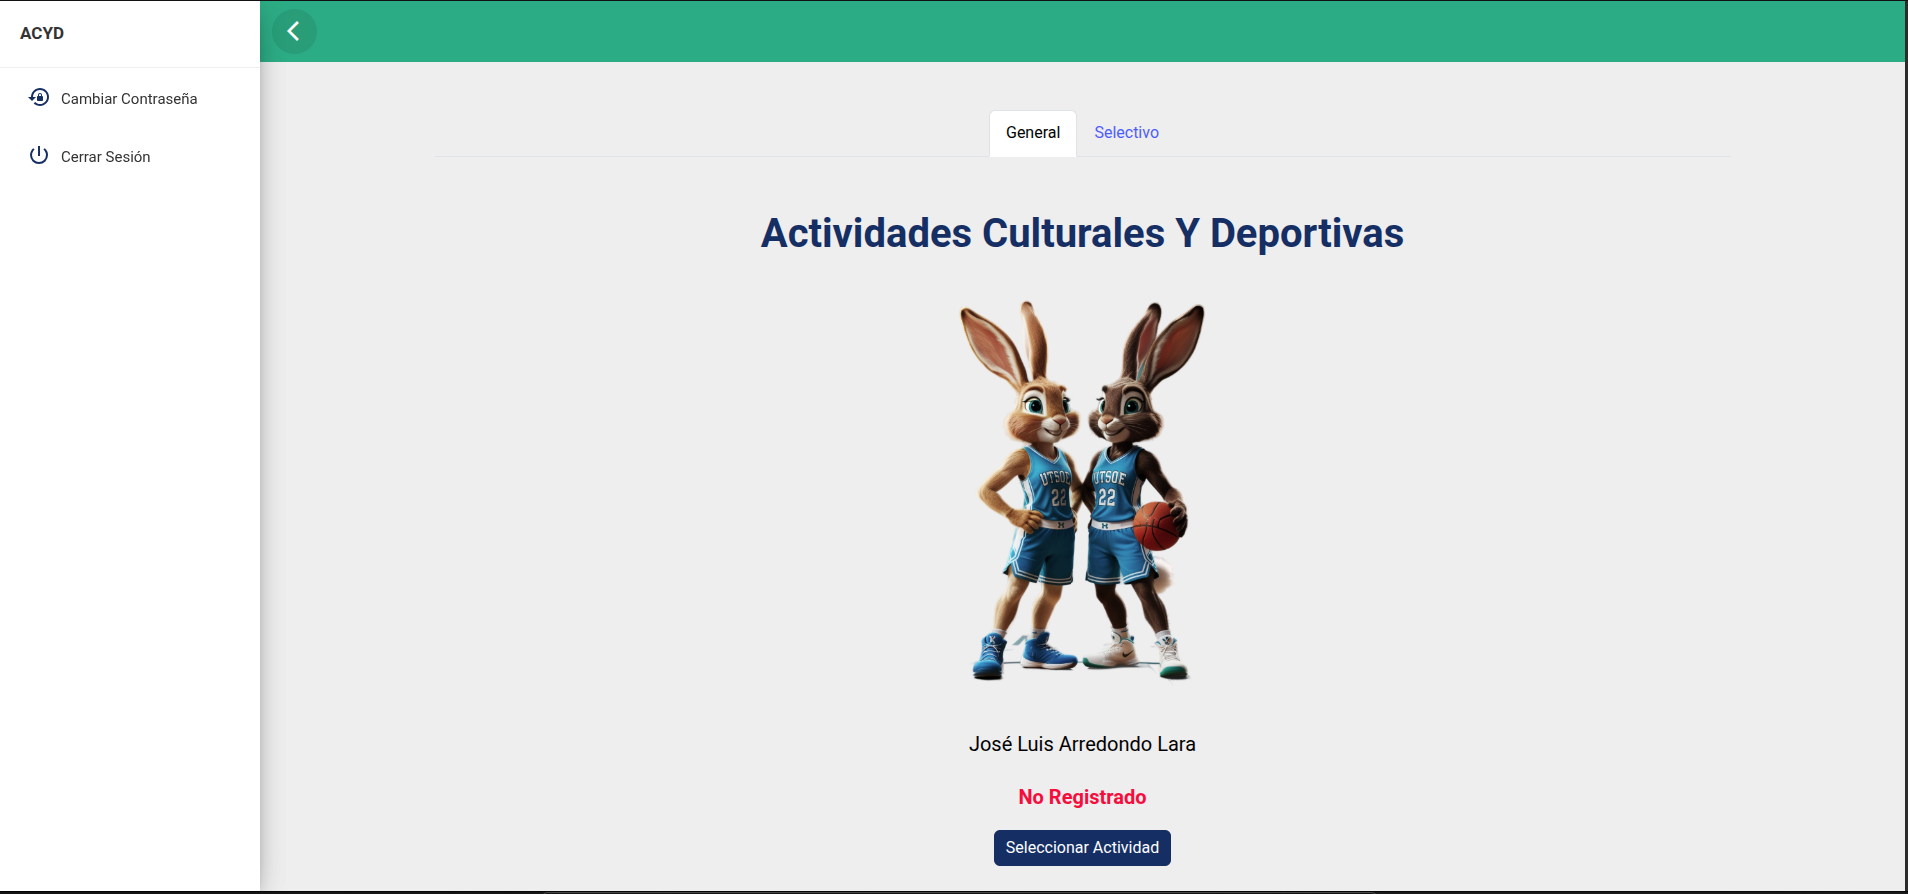 ACYD
Cambiar Contraseña
Cerrar Sesión
General
Selectivo
Actividades Culturales Y Deportivas
UTSOE
22
UTSOE
22
José Luis Arredondo Lara
No Registrado
Seleccionar Actividad